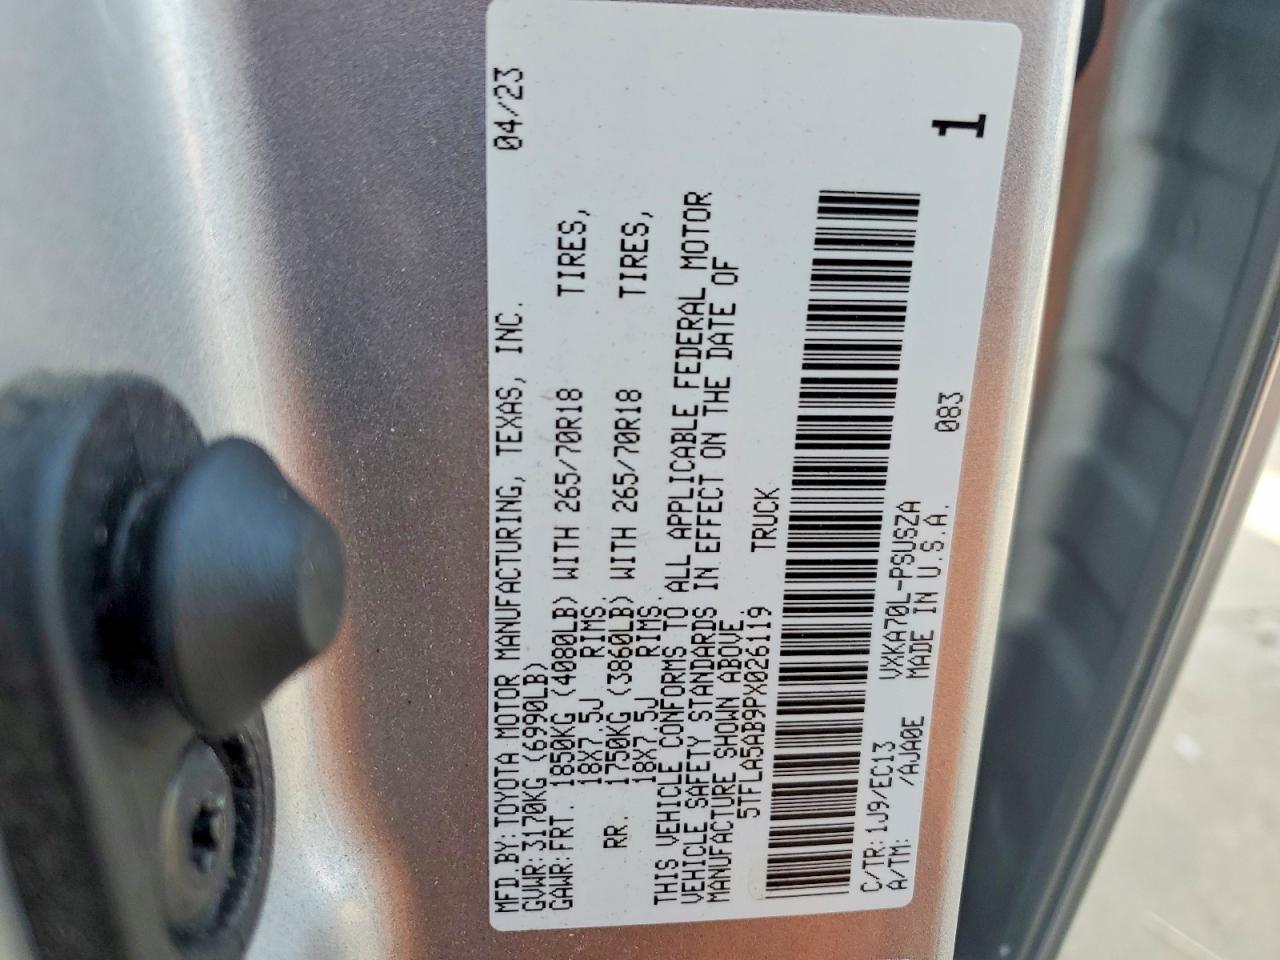 MFD.BY:TOYOTA MOTOR MANUFACTURING, TEXAS, INC. 04/23
GVWR:3170KG (6990LB)
GAWR:FRT. 1850KG (4080LB) WITH 265/70R18 TIRES,
18X7.5J RIMS
RR. 1750KG (3860LB) WITH 265/70R18 TIRES,
18X7.5J RIMS.
THIS VEHICLE CONFORMS TO ALL APPLICABLE FEDERAL MOTOR
VEHICLE SAFETY STANDARDS IN EFFECT ON THE DATE OF
MANUFACTURE SHOWN ABOVE.
5TFLA5AB9PX026119 TRUCK
C/TR:1J9/EC13 VXKA70L-PSUSZA
A/TM: /AJA0E MADE IN U.S.A. 083
1